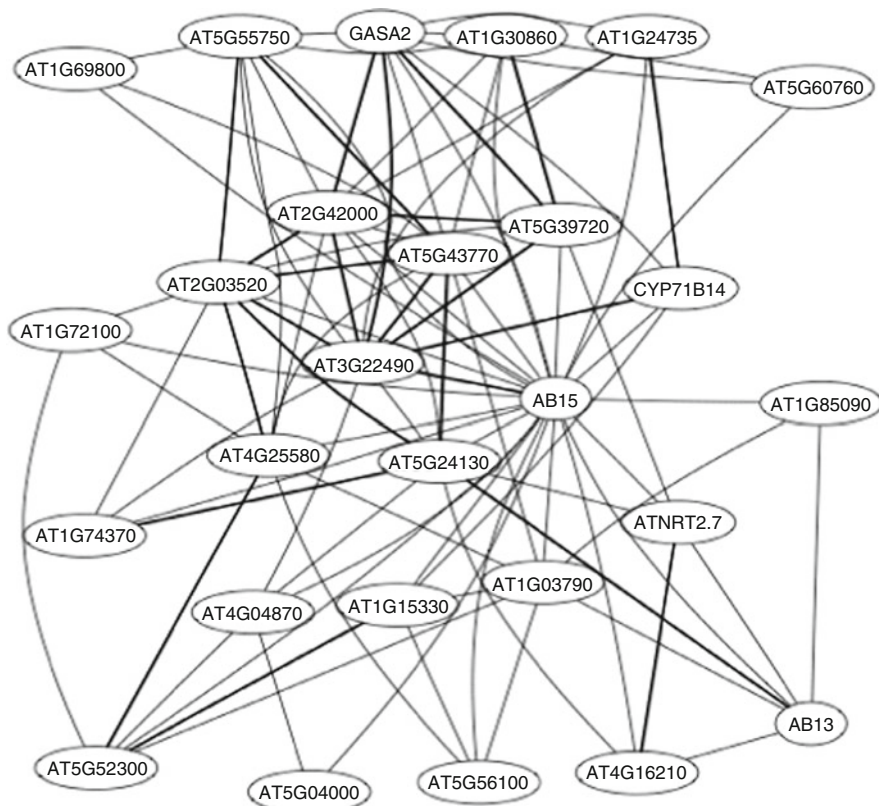 AT5G55750
GASA2
AT1G30860
AT1G24735
AT1G69800
AT5G60760
AT2G42000
AT5G39720
AT5G43770
AT2G03520
CYP71B14
AT1G72100
AT3G22490
AB15
AT1G85090
AT4G25580
AT5G24130
AT1G74370
ATNRT2.7
AT1G03790
AT4G04870
AT1G15330
AB13
AT5G52300
AT5G04000
AT5G56100
AT4G16210